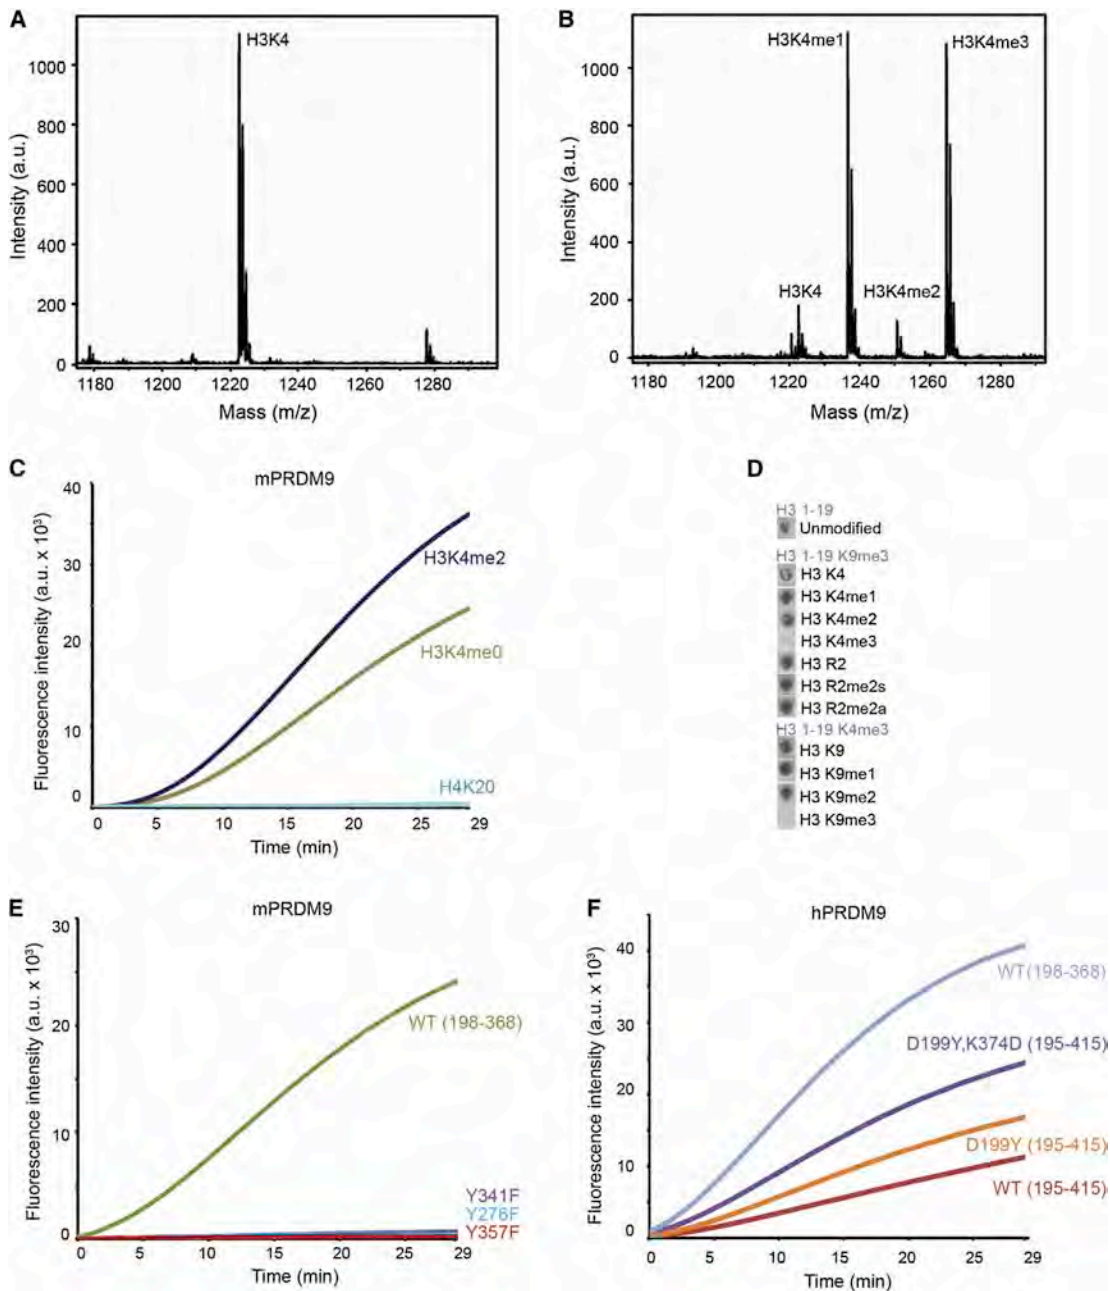 A
H3K4
1000
800
600
400
200
0
1180 1200 1220 1240 1260 1280
Intensity (a.u.)
Mass (m/z)
B
H3K4me1
H3K4me3
H3K4
H3K4me2
1000
800
600
400
200
0
1180 1200 1220 1240 1260 1280
Intensity (a.u.)
Mass (m/z)
C
mPRDM9
40
30
20
10
0
H3K4me2
H3K4me0
H4K20
0 5 10 15 20 25 29
Fluorescence intensity (a.u. x 10³)
Time (min)
D
H3 1-19
Unmodified
H3 1-19 K9me3
H3 K4
H3 K4me1
H3 K4me2
H3 K4me3
H3 R2
H3 R2me2s
H3 R2me2a
H3 1-19 K4me3
H3 K9
H3 K9me1
H3 K9me2
H3 K9me3
E
mPRDM9
30
20
10
0
WT (198-368)
Y341F
Y276F
Y357F
0 5 10 15 20 25 29
Fluorescence intensity (a.u. x 10³)
Time (min)
F
hPRDM9
40
30
20
10
0
WT(198-368)
D199Y,K374D (195-415)
D199Y (195-415)
WT (195-415)
0 5 10 15 20 25 29
Fluorescence intensity (a.u. x 10³)
Time (min)